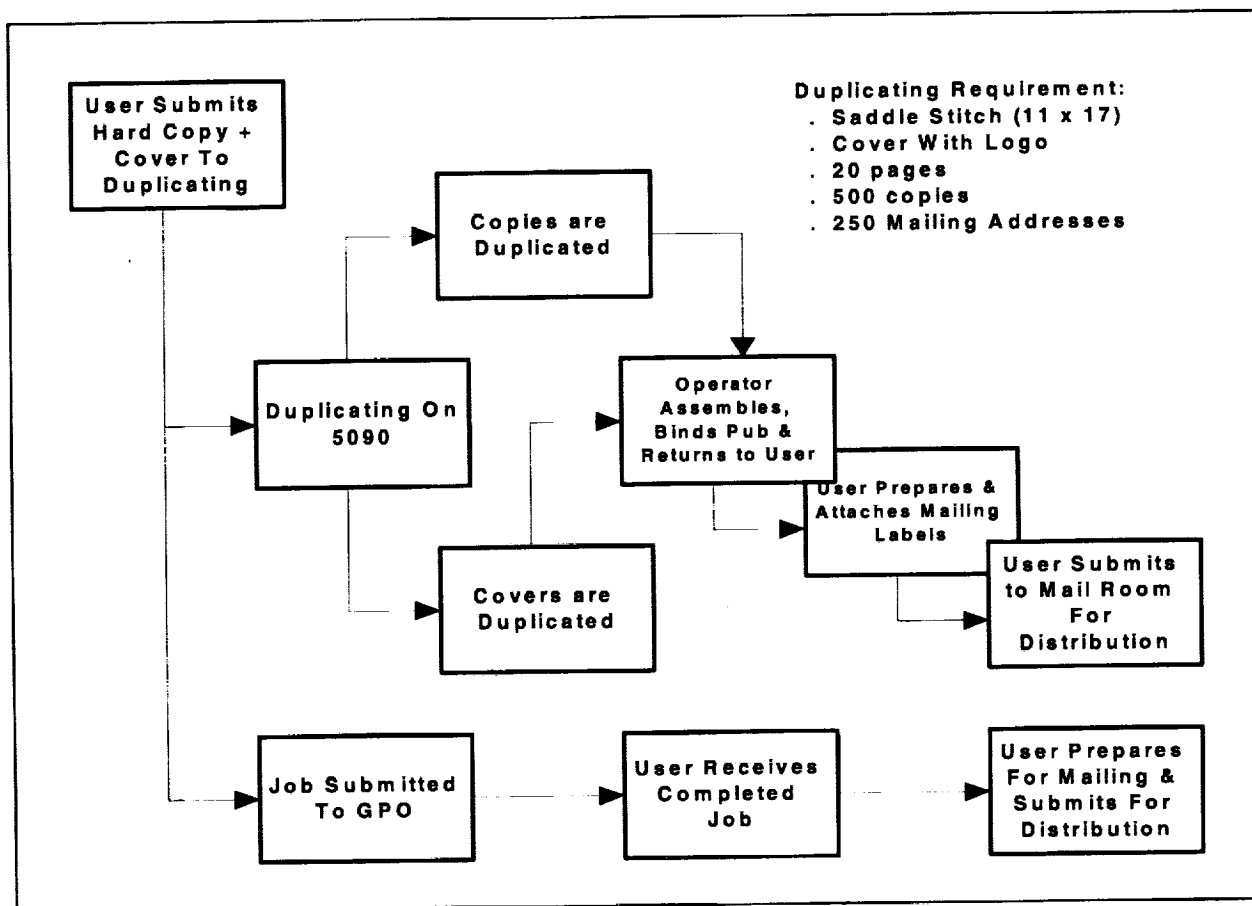 User Submits
Hard Copy +
Cover To
Duplicating
Duplicating Requirement:
. Saddle Stitch (11 x 17)
. Cover With Logo
. 20 pages
. 500 copies
. 250 Mailing Addresses
Copies are
Duplicated
Duplicating On
5090
Operator
Assembles,
Binds Pub &
Returns to User
User Prepares &
Attaches Mailing
Labels
Covers are
Duplicated
User Submits
to Mail Room
For
Distribution
Job Submitted
To GPO
User Receives
Completed
Job
User Prepares
For Mailing &
Submits For
Distribution